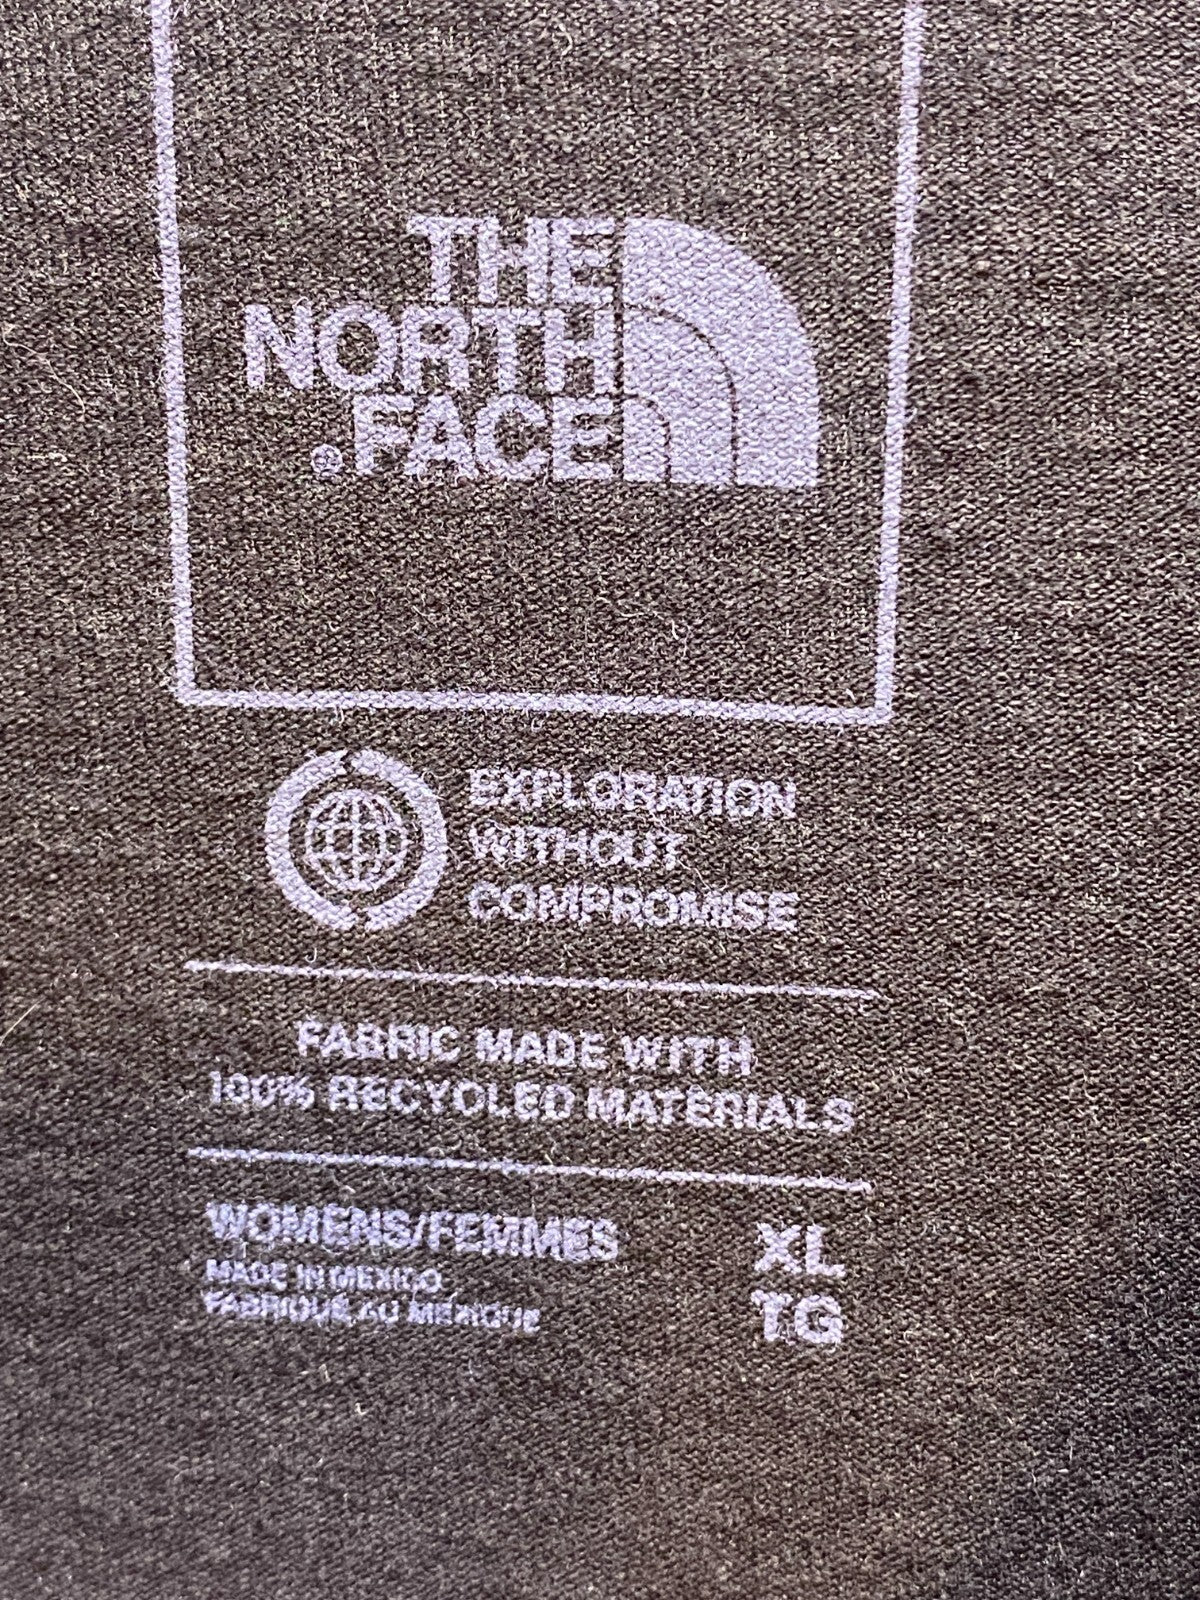 THE
NORTH
®FACE
EXPLORATION
WITHOUT
COMPROMISE
FABRIC MADE WITH
100% RECYCLED MATERIALS
WOMENS/FEMMES XL
MADE IN MEXICO
FABRIQUÉ AU MEXIQUE TG